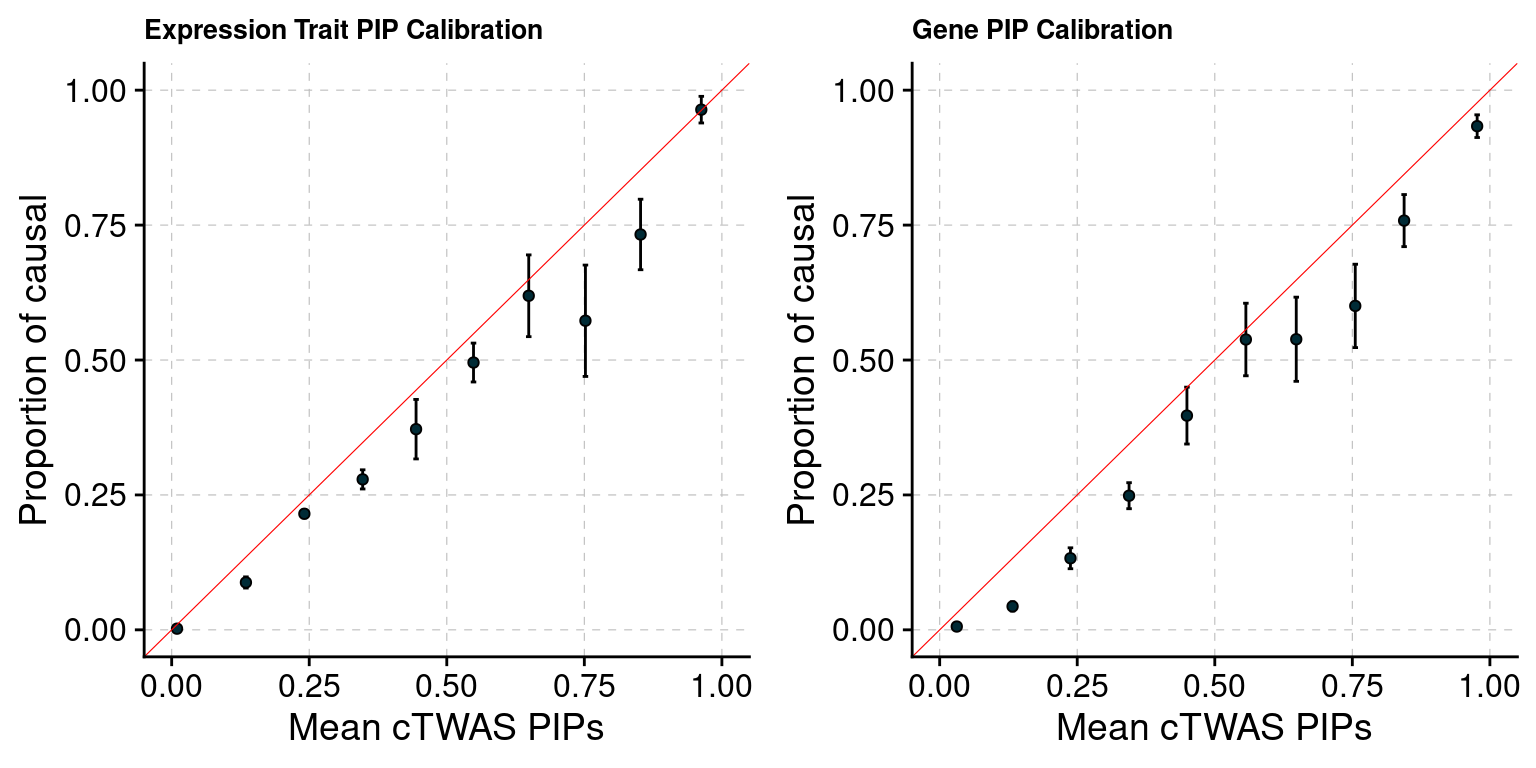 Expression Trait PIP Calibration
Proportion of causal
1.00
0.75
0.50
0.25
0.00
0.00 0.25 0.50 0.75 1.00
Mean cTWAS PIPs
Gene PIP Calibration
Proportion of causal
1.00
0.75
0.50
0.25
0.00
0.00 0.25 0.50 0.75 1.00
Mean cTWAS PIPs